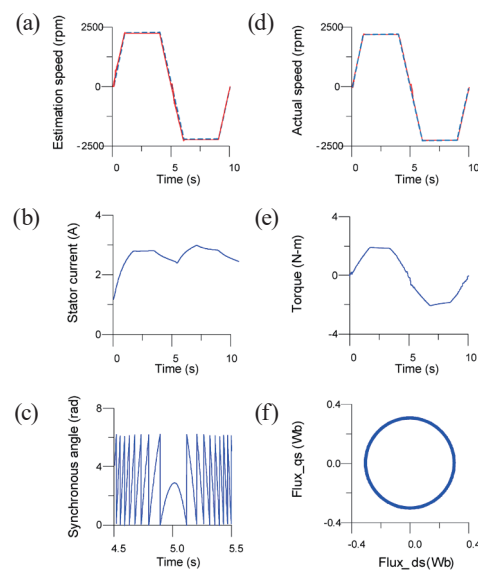 (a)
Estimation speed (rpm)
2500
0
-2500
0
5
10
Time (s)
(d)
Actual speed (rpm)
2500
0
-2500
0
5
10
Time (s)
(b)
Stator current (A)
4
2
0
0
5
10
Time (s)
(e)
Torque (N-m)
4
0
-4
0
5
10
Time (s)
(c)
Synchronous angle (rad)
8
4
0
4.5
5.0
5.5
Time (s)
(f)
Flux_qs (Wb)
0.4
0.0
-0.4
-0.4
0.0
0.4
Flux_ds(Wb)